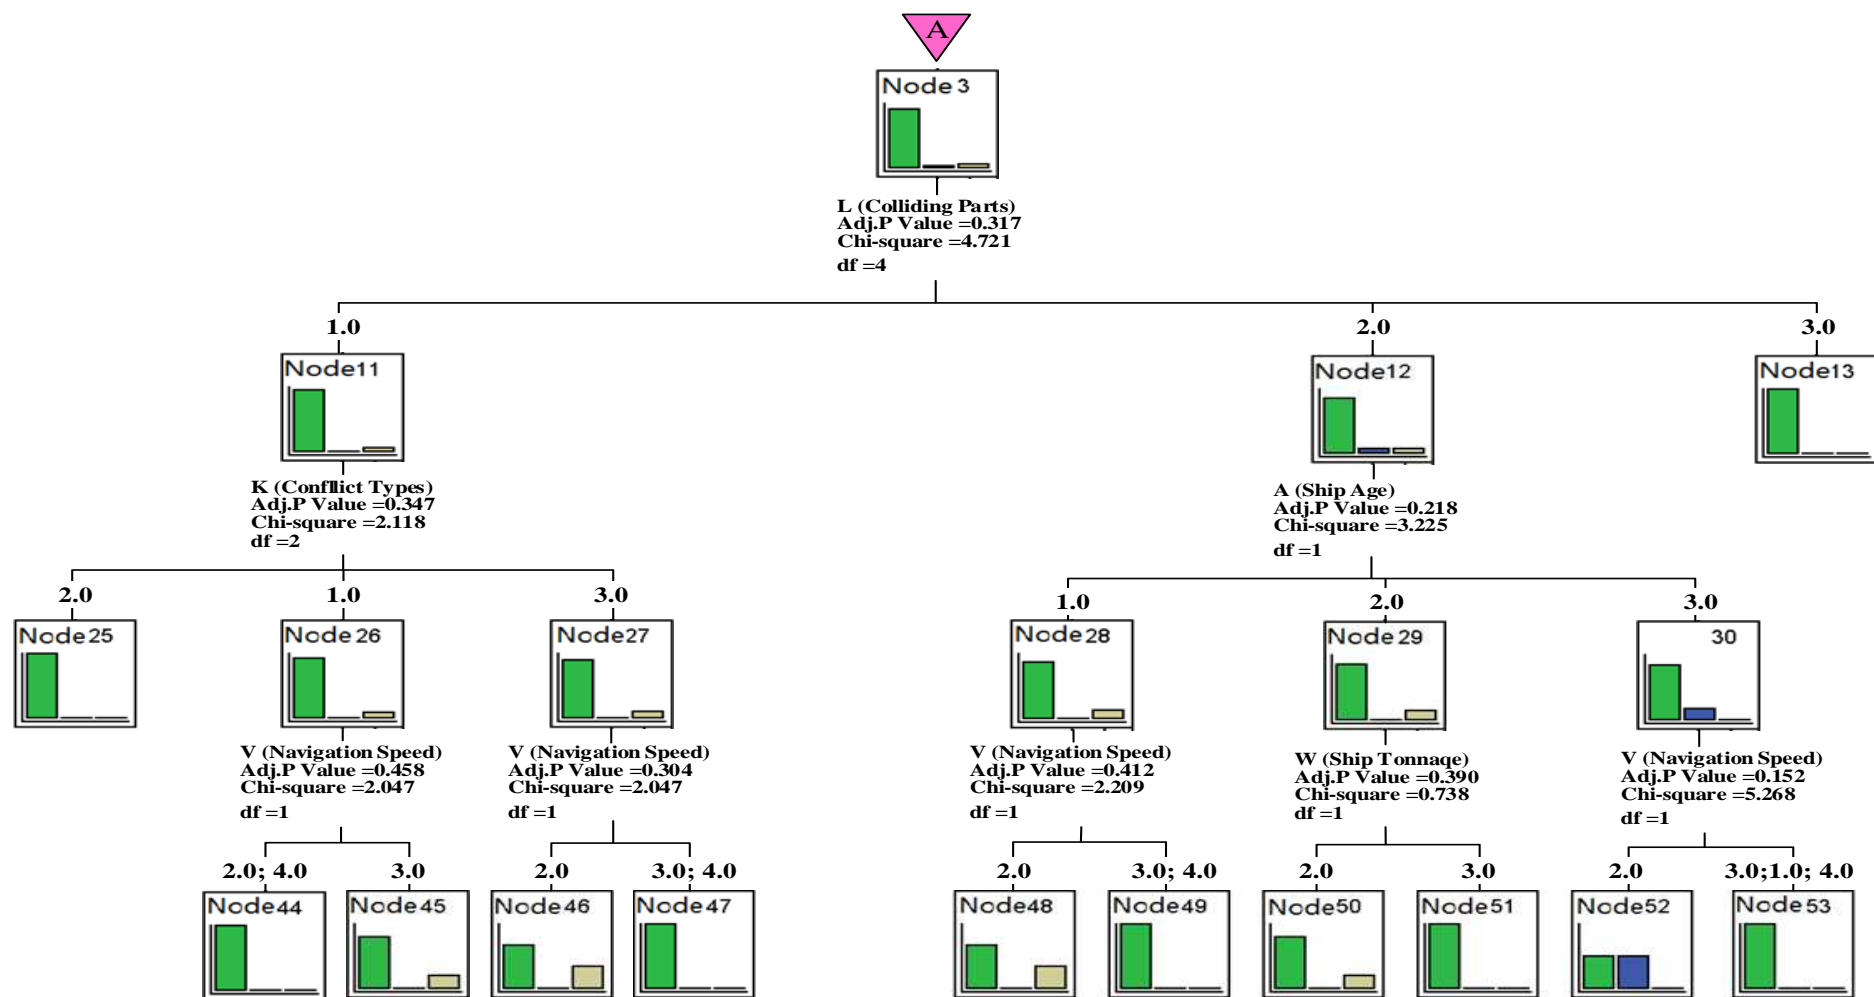 A
Node 3
L (Colliding Parts)
Adj.P Value =0.317
Chi-square =4.721
df =4
1.0
2.0
3.0
Node11
Node12
Node13
K (Conflict Types)
Adj.P Value =0.347
Chi-square =2.118
df =2
A (Ship Age)
Adj.P Value =0.218
Chi-square =3.225
df =1
2.0
1.0
3.0
1.0
2.0
3.0
Node25
Node26
Node27
Node28
Node29
30
V (Navigation Speed)
Adj.P Value =0.458
Chi-square =2.047
df =1
V (Navigation Speed)
Adj.P Value =0.304
Chi-square =2.047
df =1
V (Navigation Speed)
Adj.P Value =0.412
Chi-square =2.209
df =1
W (Ship Tonnaqe)
Adj.P Value =0.390
Chi-square =0.738
df =1
V (Navigation Speed)
Adj.P Value =0.152
Chi-square =5.268
df =1
2.0; 4.0
3.0
2.0
3.0; 4.0
2.0
3.0; 4.0
2.0
3.0
2.0
3.0;1.0; 4.0
Node44
Node45
Node46
Node47
Node48
Node49
Node50
Node51
Node52
Node53